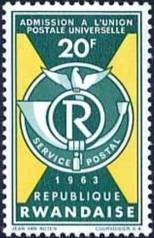 ADMISSION A L'UNION
POSTALE UNIVERSELLE
20F
R
SERVICE POSTAL
1963
REPUBLIQUE
RWANDAISE
JEAN VAN NOTEN
COURVOISIER S.A.